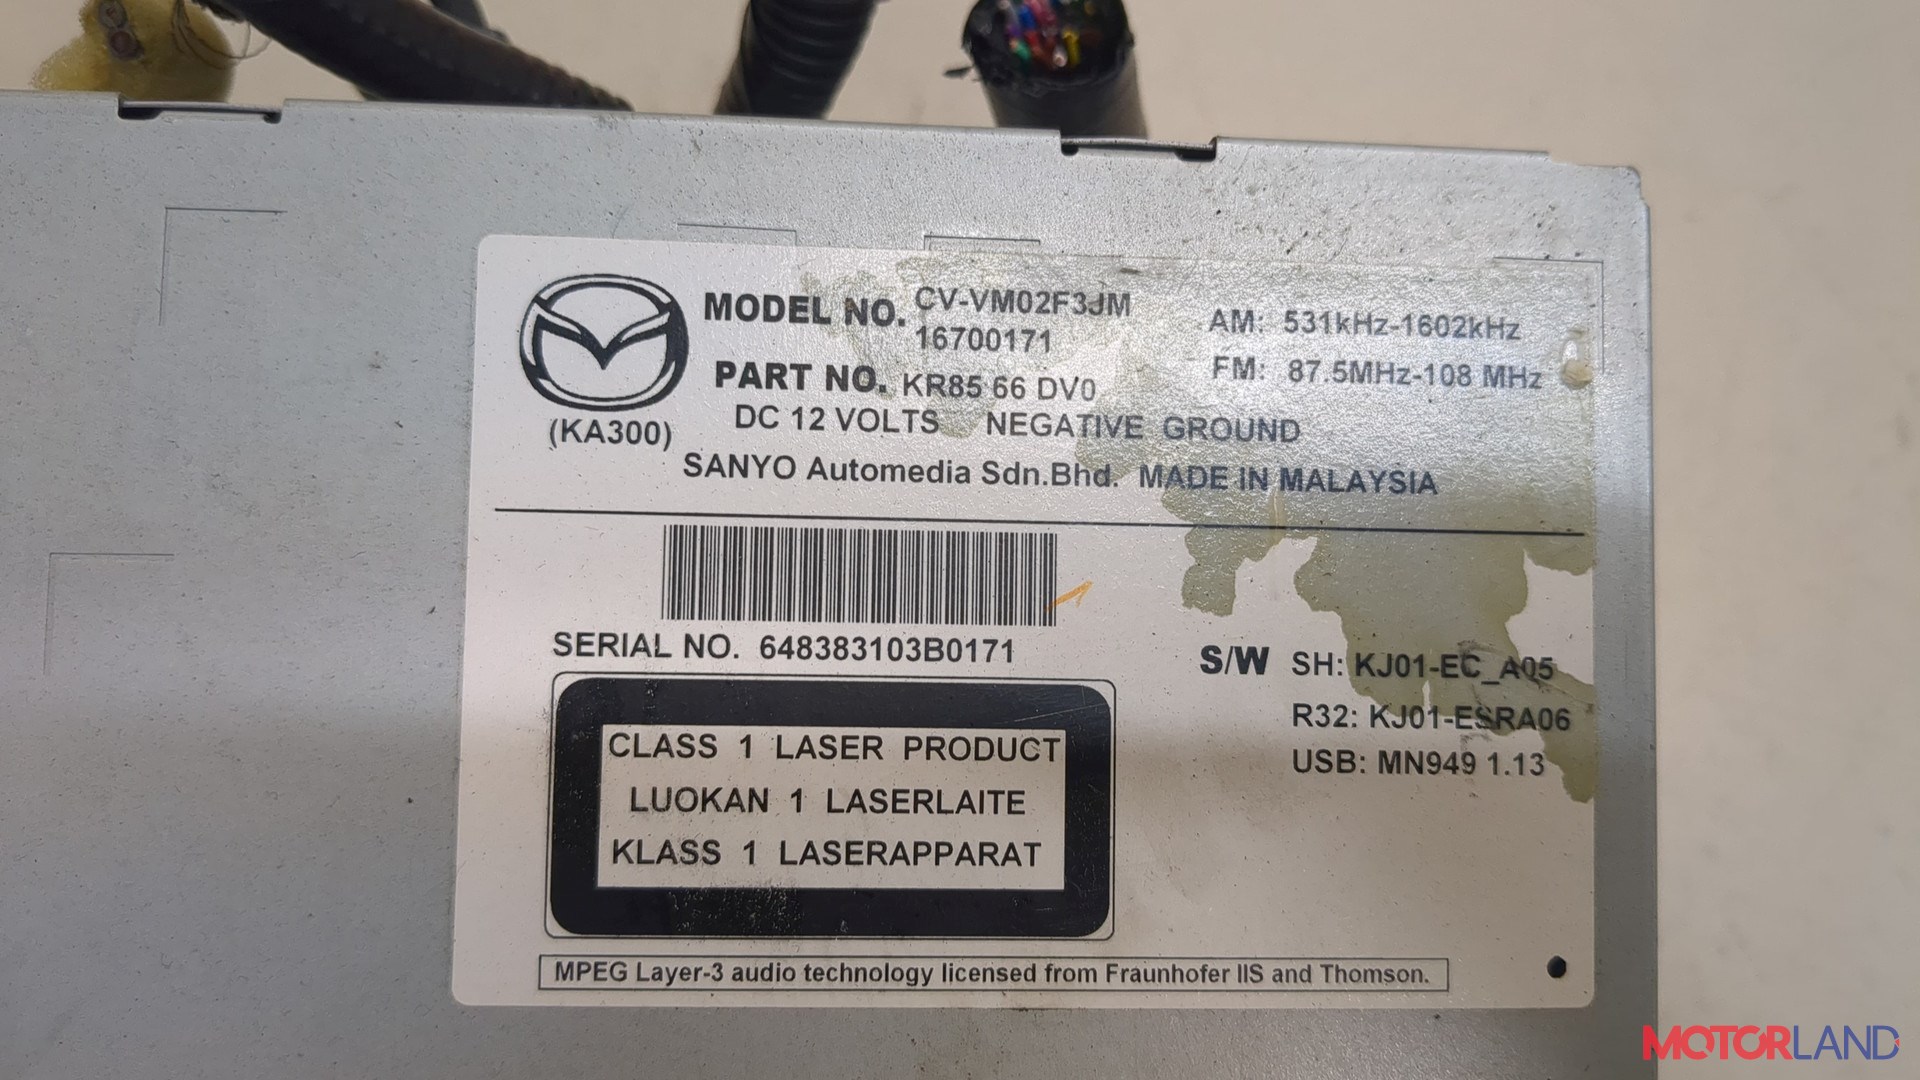 MODEL NO. CV-VM02F3JM
16700171
PART NO. KR85 66 DV0
(KA300)
DC 12 VOLTS NEGATIVE GROUND
SANYO Automedia Sdn.Bhd. MADE IN MALAYSIA
AM: 531kHz-1602kHz
FM: 87.5MHz-108 MHz
SERIAL NO. 648383103B0171
S/W SH: KJ01-EC_A05
R32: KJ01-ESRA06
USB: MN949 1.13
CLASS 1 LASER PRODUCT
LUOKAN 1 LASERLAITE
KLASS 1 LASERAPPARAT
MPEG Layer-3 audio technology licensed from Fraunhofer IIS and Thomson.
MOTORLAND